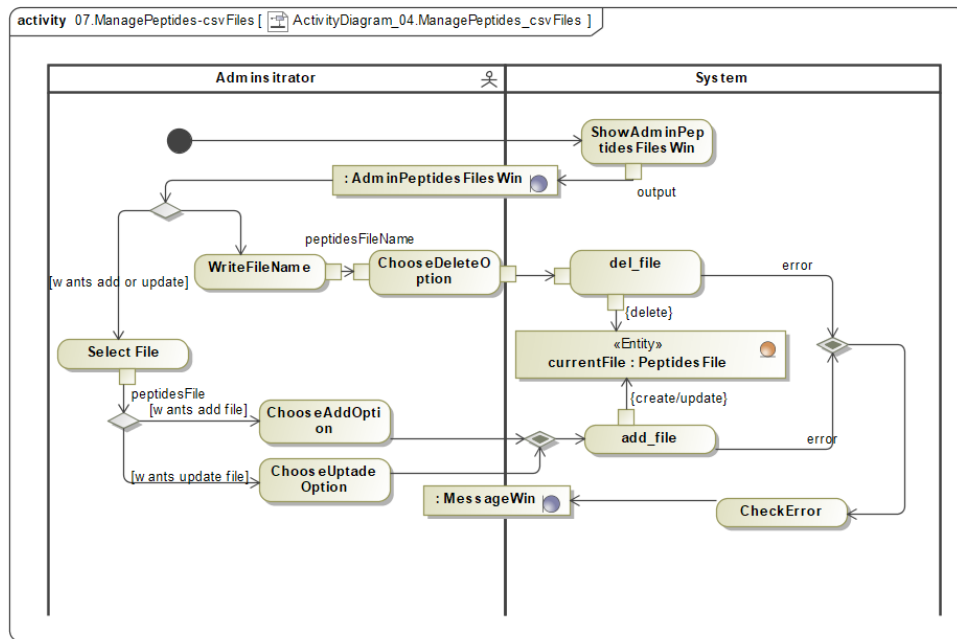 activity 07.ManagePeptides-csvFiles [ ActivityDiagram_04.ManagePeptides_csvFiles ]
Adminsitrator
System
ShowAdminPep
tidesFilesWin
: AdminPeptidesFilesWin
output
peptidesFileName
WriteFileName
ChooseDeleteO
ption
del_file
error
[wants add or update]
{delete}
«Entity»
currentFile : PeptidesFile
Select File
peptidesFile
[wants add file]
ChooseAddOpti
on
{create/update}
add_file
error
[wants update file]
ChooseUptade
Option
: MessageWin
CheckError